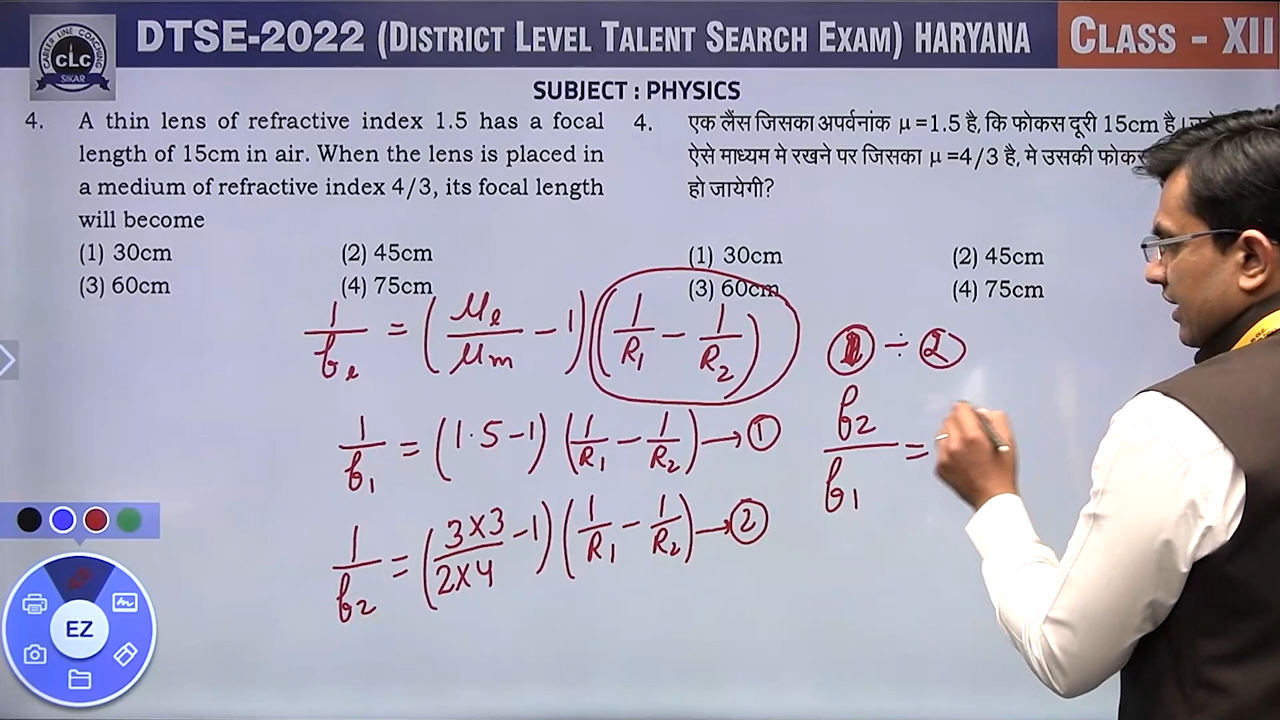 CAREER LINE COACHING
CLC
SIKAR
DTSE-2022 (DISTRICT LEVEL TALENT SEARCH EXAM) HARYANA
CLASS - XII
SUBJECT : PHYSICS
4. A thin lens of refractive index 1.5 has a focal
length of 15cm in air. When the lens is placed in
a medium of refractive index 4/3, its focal length
will become
(1) 30cm (2) 45cm
(3) 60cm (4) 75cm
4. एक लैंस जिसका अपर्वनांक μ=1.5 है, कि फोकस दूरी 15cm है।
ऐसे माध्यम मे रखने पर जिसका μ=4/3 है, मे उसकी
हो जायेगी?
(1) 30cm (2) 45cm
(3) 60cm (4) 75cm
1/fℓ = (μℓ/μm - 1) (1/R₁ - 1/R₂)
1/f₁ = (1.5-1) (1/R₁ - 1/R₂) → ①
1/f₂ = (3×3/2×4 - 1) (1/R₁ - 1/R₂) → ②
① ÷ ②
f₂/f₁ =
EZ